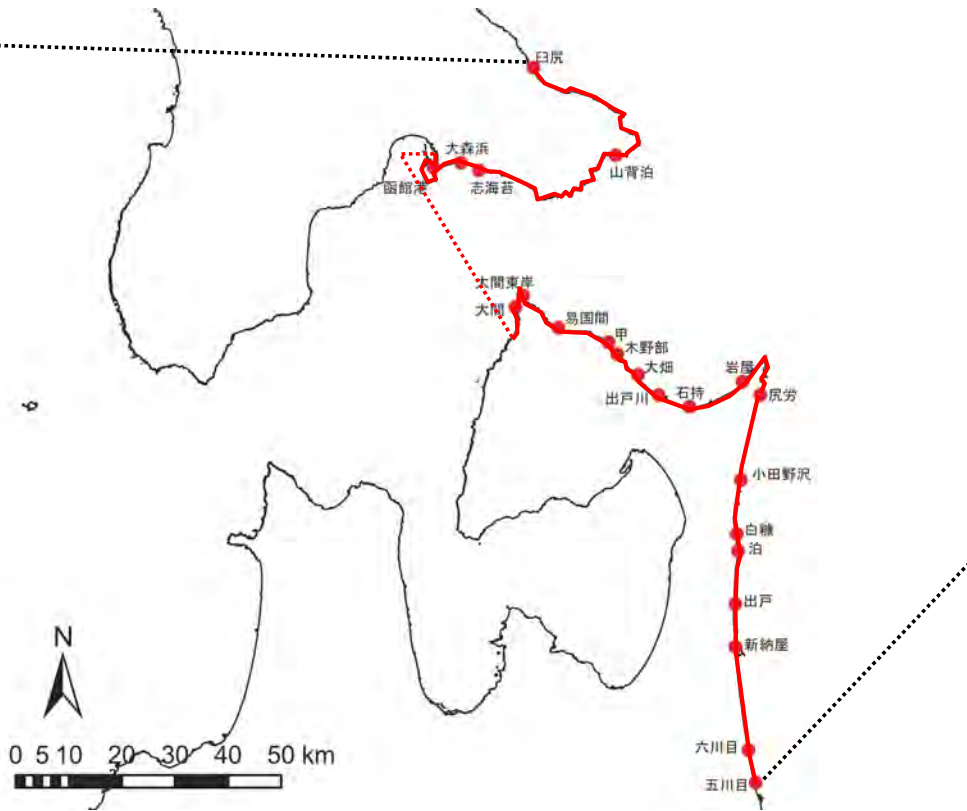 臼尻
大森浜
函館港
志海苔
山背泊
大間東岸
大間
易国間
甲
木野部
大畑
岩屋
出戸川
石持
尻労
小田野沢
白糠
泊
出戸
新納屋
N
六川目
0 5 10 20 30 40 50 km
五川目